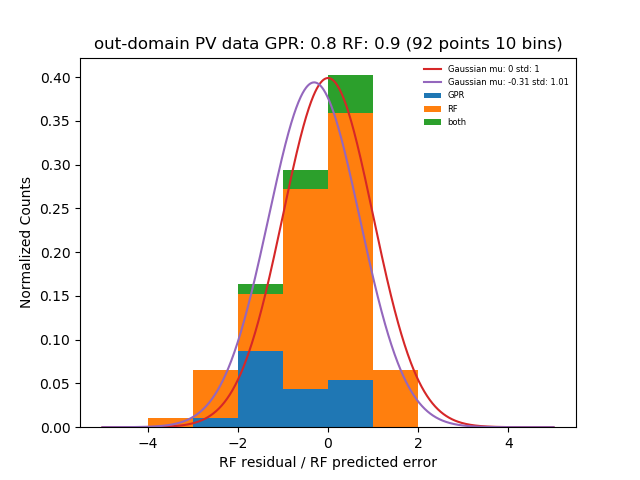 out-domain PV data GPR: 0.8 RF: 0.9 (92 points 10 bins)
Gaussian mu: 0 std: 1
Gaussian mu: -0.31 std: 1.01
GPR
RF
both
Normalized Counts
0.40
0.35
0.30
0.25
0.20
0.15
0.10
0.05
0.00
−4 −2 0 2 4
RF residual / RF predicted error